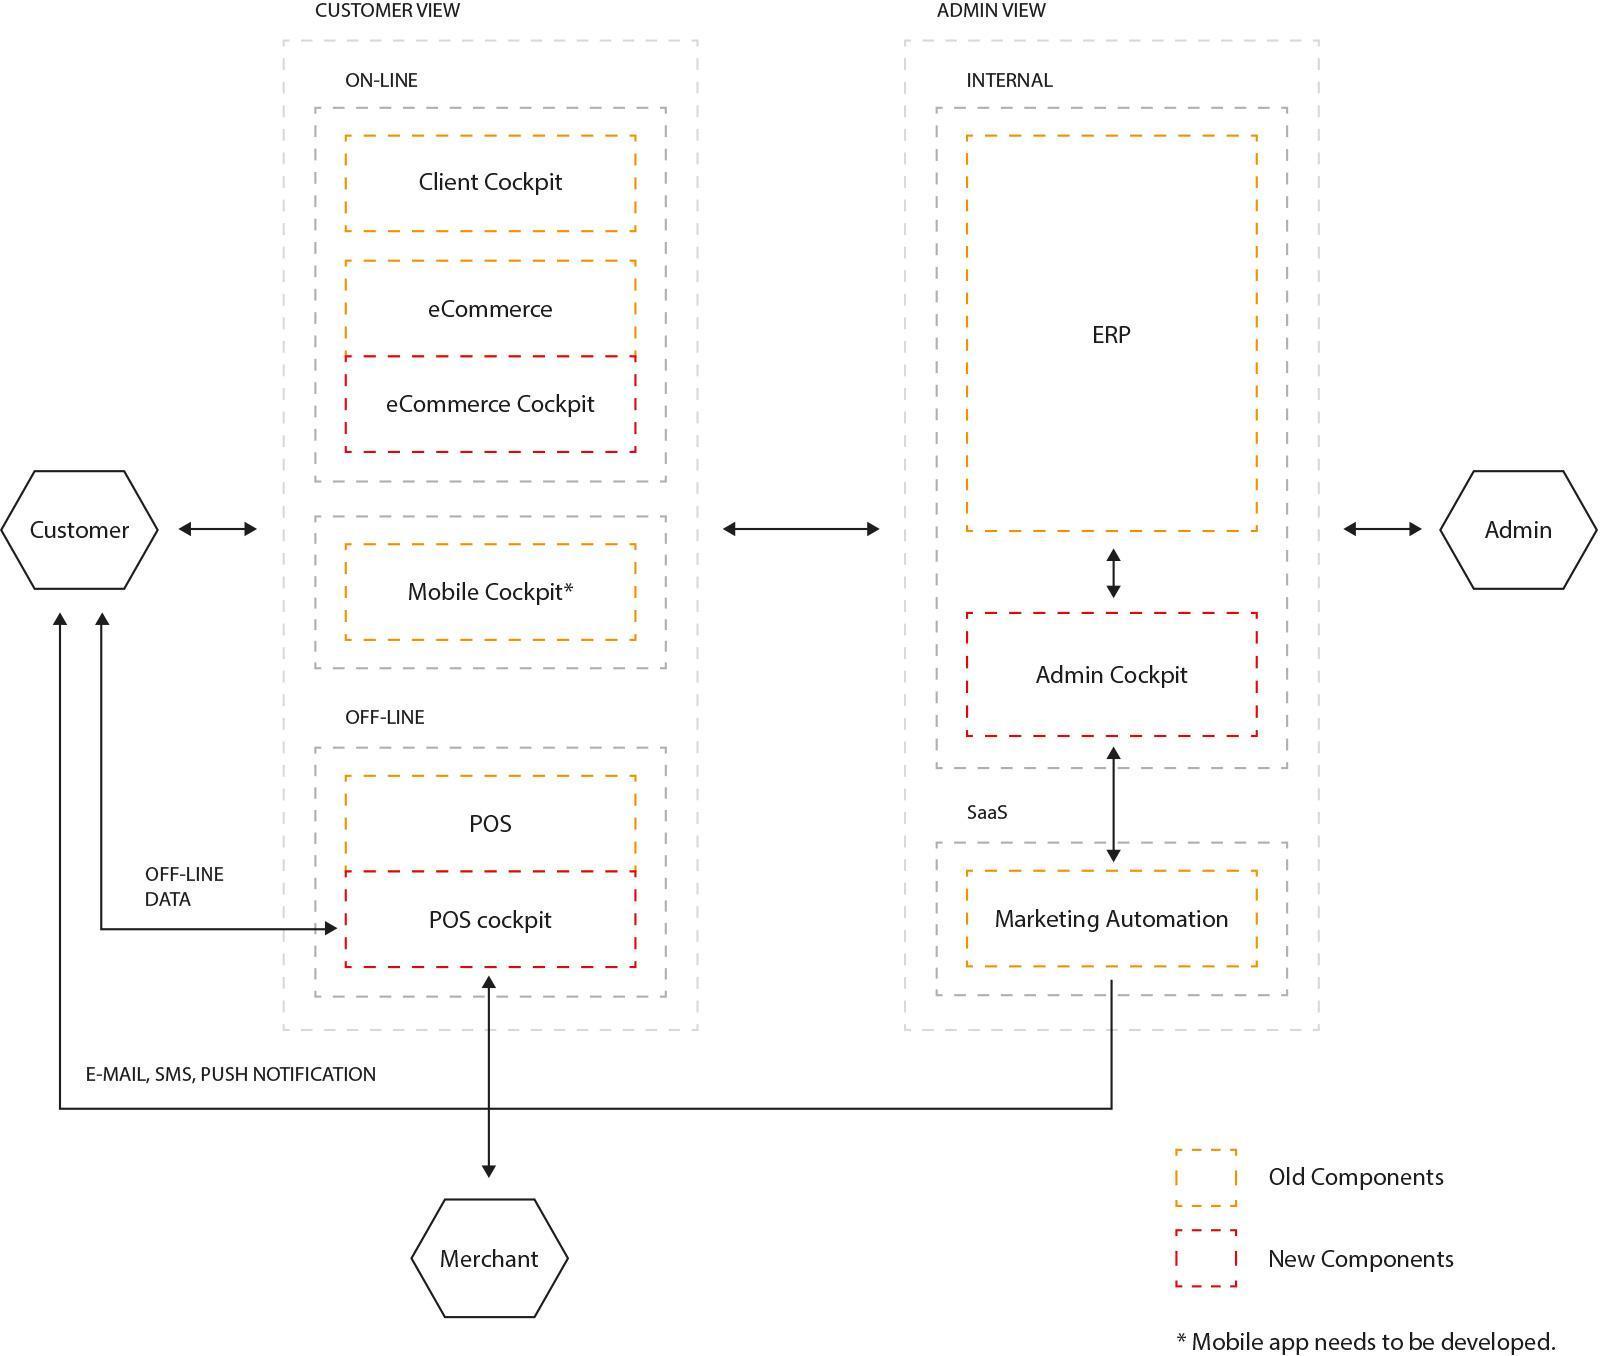 CUSTOMER VIEW
ADMIN VIEW
ON-LINE
INTERNAL
Client Cockpit
eCommerce
eCommerce Cockpit
ERP
Customer
Admin
Mobile Cockpit*
Admin Cockpit
OFF-LINE
POS
POS cockpit
SaaS
Marketing Automation
OFF-LINE
DATA
E-MAIL, SMS, PUSH NOTIFICATION
Merchant
Old Components
New Components
* Mobile app needs to be developed.